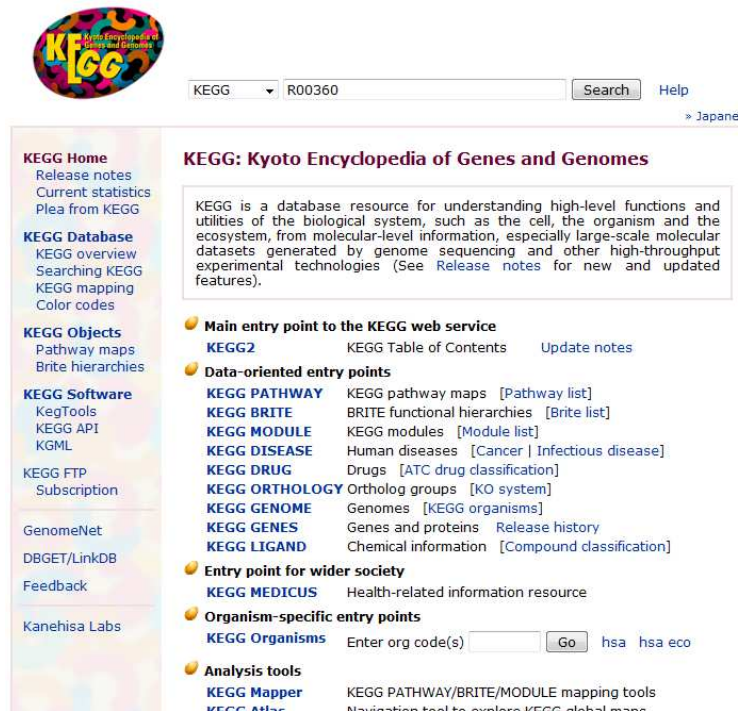 Kyoto Encyclopedia of
Genes and Genomes
KEGG
KEGG R00360 Search Help
» Japane
KEGG Home
Release notes
Current statistics
Plea from KEGG
KEGG Database
KEGG overview
Searching KEGG
KEGG mapping
Color codes
KEGG Objects
Pathway maps
Brite hierarchies
KEGG Software
KegTools
KEGG API
KGML
KEGG FTP
Subscription
GenomeNet
DBGET/LinkDB
Feedback
Kanehisa Labs
KEGG: Kyoto Encyclopedia of Genes and Genomes
KEGG is a database resource for understanding high-level functions and
utilities of the biological system, such as the cell, the organism and the
ecosystem, from molecular-level information, especially large-scale molecular
datasets generated by genome sequencing and other high-throughput
experimental technologies (See Release notes for new and updated
features).
Main entry point to the KEGG web service
KEGG2 KEGG Table of Contents Update notes
Data-oriented entry points
KEGG PATHWAY KEGG pathway maps [Pathway list]
KEGG BRITE BRITE functional hierarchies [Brite list]
KEGG MODULE KEGG modules [Module list]
KEGG DISEASE Human diseases [Cancer | Infectious disease]
KEGG DRUG Drugs [ATC drug classification]
KEGG ORTHOLOGY Ortholog groups [KO system]
KEGG GENOME Genomes [KEGG organisms]
KEGG GENES Genes and proteins Release history
KEGG LIGAND Chemical information [Compound classification]
Entry point for wider society
KEGG MEDICUS Health-related information resource
Organism-specific entry points
KEGG Organisms Enter org code(s) Go hsa hsa eco
Analysis tools
KEGG Mapper KEGG PATHWAY/BRITE/MODULE mapping tools
KEGG Atlas Navigation tool to explore KEGG global maps